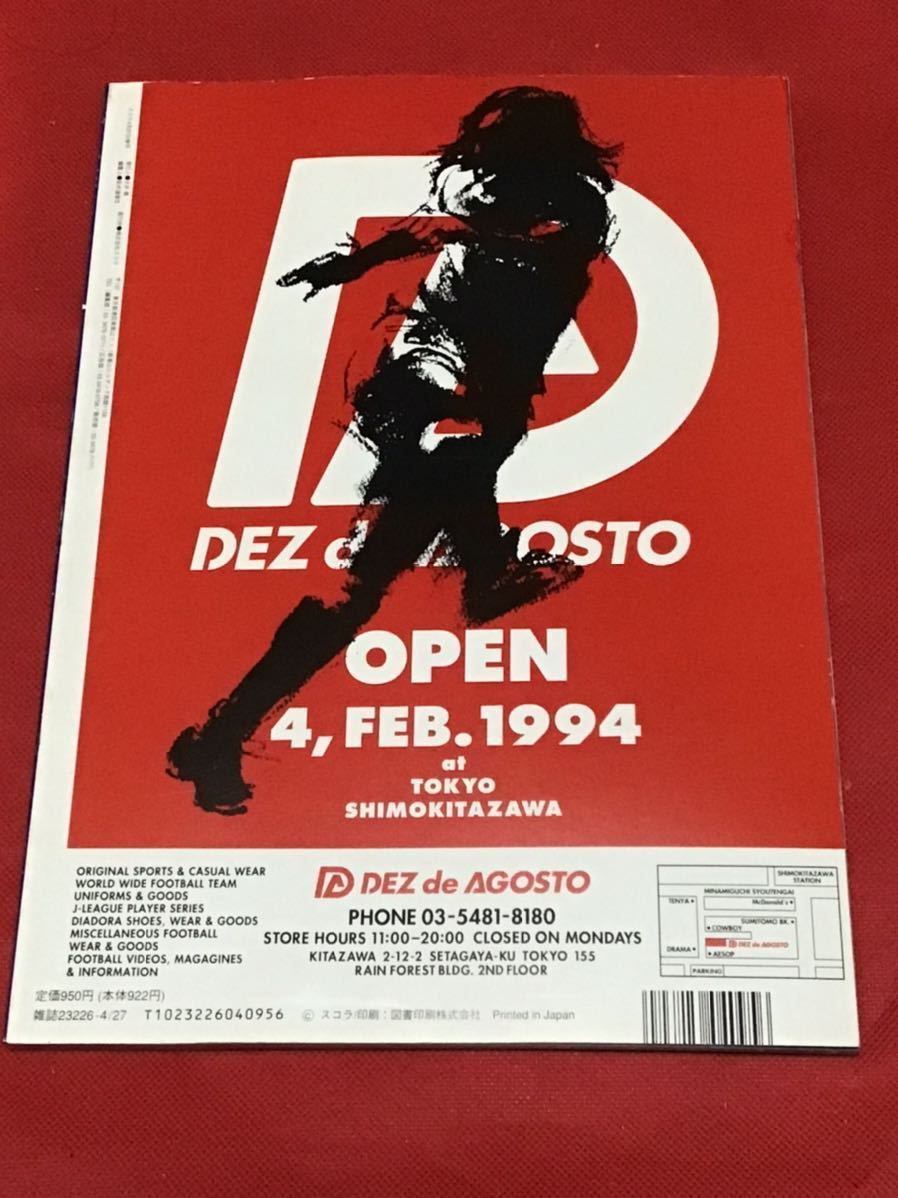 DEZ de AGOSTO
OPEN
4, FEB. 1994
at
TOKYO
SHIMOKITAZAWA
ORIGINAL SPORTS & CASUAL WEAR
WORLD WIDE FOOTBALL TEAM
UNIFORMS & GOODS
J-LEAGUE PLAYER SERIES
DIADORA SHOES, WEAR & GOODS
MISCELLANEOUS FOOTBALL
WEAR & GOODS
FOOTBALL VIDEOS, MAGAGINES
& INFORMATION
DEZ de AGOSTO
PHONE 03-5481-8180
STORE HOURS 11:00–20:00 CLOSED ON MONDAYS
KITAZAWA 2-12-2 SETAGAYA-KU TOKYO 155
RAIN FOREST BLDG. 2ND FLOOR
SHIMOKITAZAWA
STATION
MINAMIGUCHI SYOUTENGAI
TENYA
McDonald's
SUMITOMO BK.
COWBOY
DEZ de AGOSTO
DRAMA
AESOP
PARKING
定価950円 (本体922円)
雑誌23226-4/27 T1023226040956 © スコラ/印刷:図書印刷株式会社 Printed in Japan